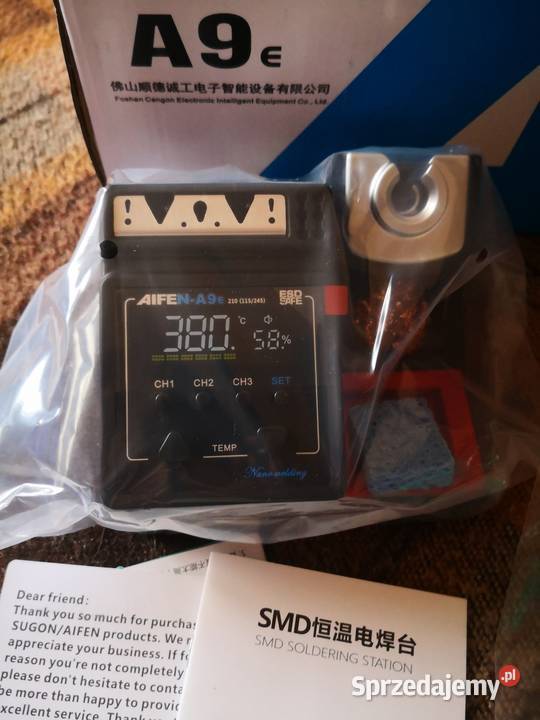 A9E
佛山顺德诚工电子智能设备有限公司
Foshan Cangon Electronic Intelligent Equipment Co., Ltd
AIFEN-A9E 210 (115/245) ESD SAFE
380. °C 58%
CH1 CH2 CH3 SET
TEMP
Nano welding
Dear friend:
Thank you so much for purchas
SUGON/AIFEN products. We r
appreciate your business. If f
reason you're not completely
please don't hesitate to conta
be more than happy to provid
excellent service. Thank
SMD恒温电焊台
SMD SOLDERING STATION
Sprzedajemy.pl